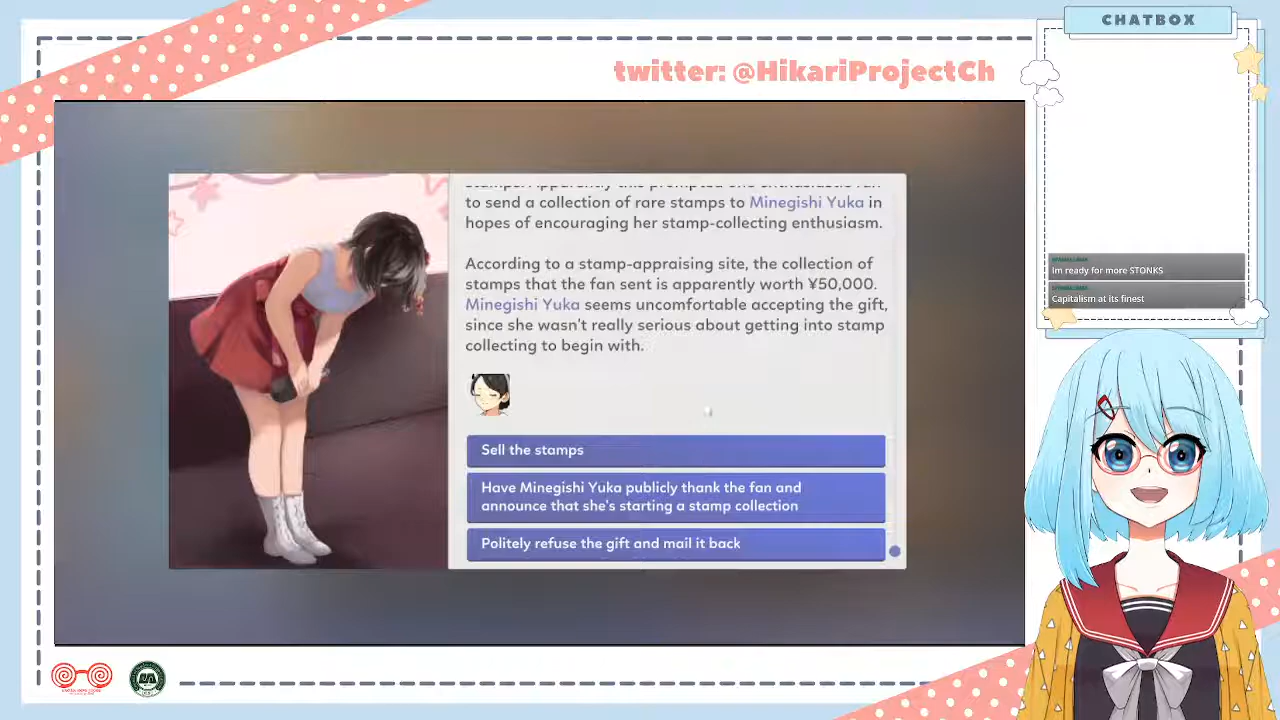 CHATBOX
twitter: @HikariProjectCh
to send a collection of rare stamps to Minegishi Yuka in
hopes of encouraging her stamp-collecting enthusiasm.
According to a stamp-appraising site, the collection of
stamps that the fan sent is apparently worth ¥50,000.
Minegishi Yuka seems uncomfortable accepting the gift,
since she wasn't really serious about getting into stamp
collecting to begin with.
Sell the stamps
Have Minegishi Yuka publicly thank the fan and
announce that she's starting a stamp collection
Politely refuse the gift and mail it back
Im ready for more STONKS
Capitalism at its finest